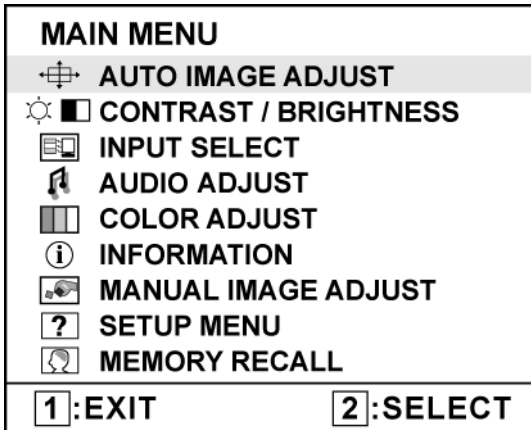 MAIN MENU
AUTO IMAGE ADJUST
CONTRAST / BRIGHTNESS
INPUT SELECT
AUDIO ADJUST
COLOR ADJUST
INFORMATION
MANUAL IMAGE ADJUST
SETUP MENU
MEMORY RECALL
1:EXIT 2:SELECT